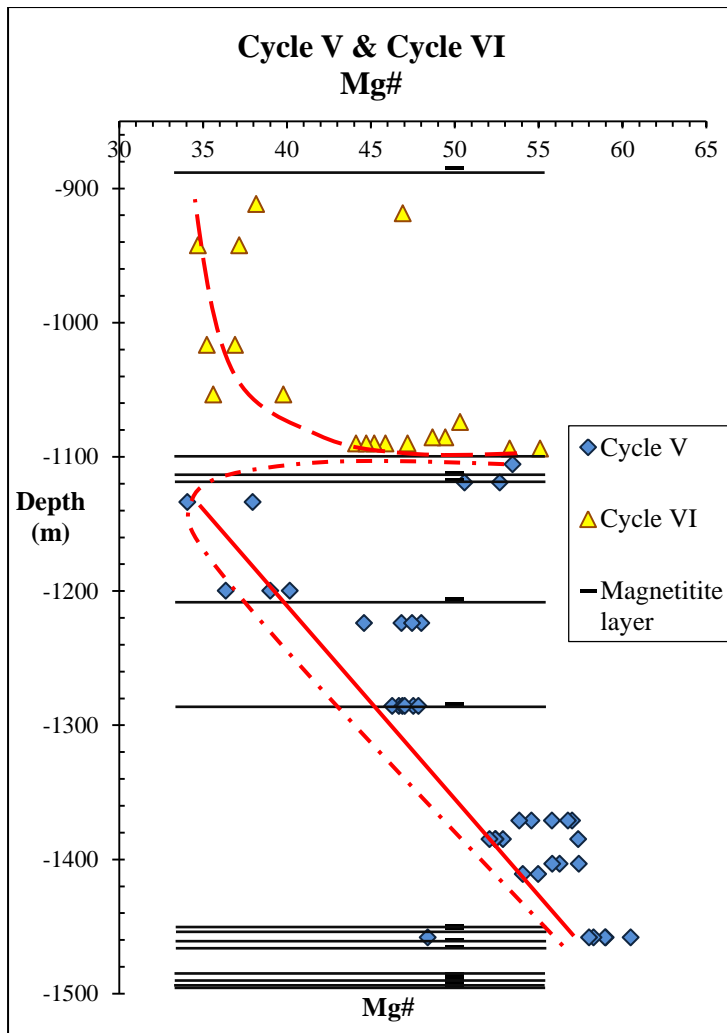 Cycle V & Cycle VI
Mg#
30 35 40 45 50 55 60 65
-900
-1000
-1100
Depth
(m)
-1200
-1300
-1400
-1500
Cycle V
Cycle VI
Magnetitite
layer
Mg#